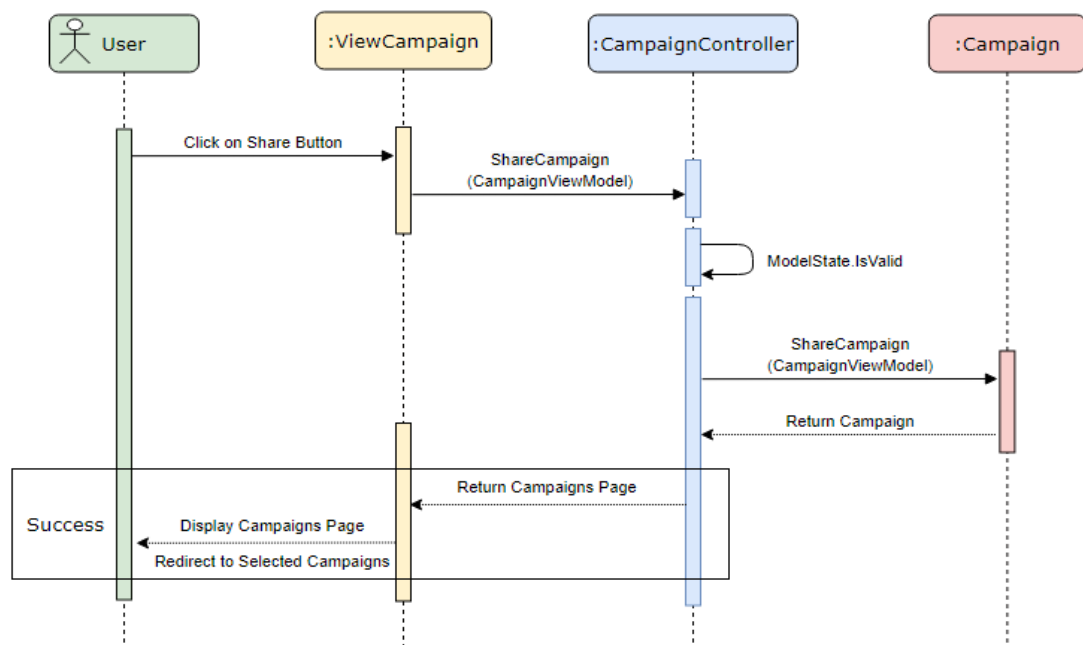 User
:ViewCampaign
:CampaignController
:Campaign
Click on Share Button
ShareCampaign
(CampaignViewModel)
ModelState.IsValid
ShareCampaign
(CampaignViewModel)
Return Campaign
Return Campaigns Page
Success
Display Campaigns Page
Redirect to Selected Campaigns